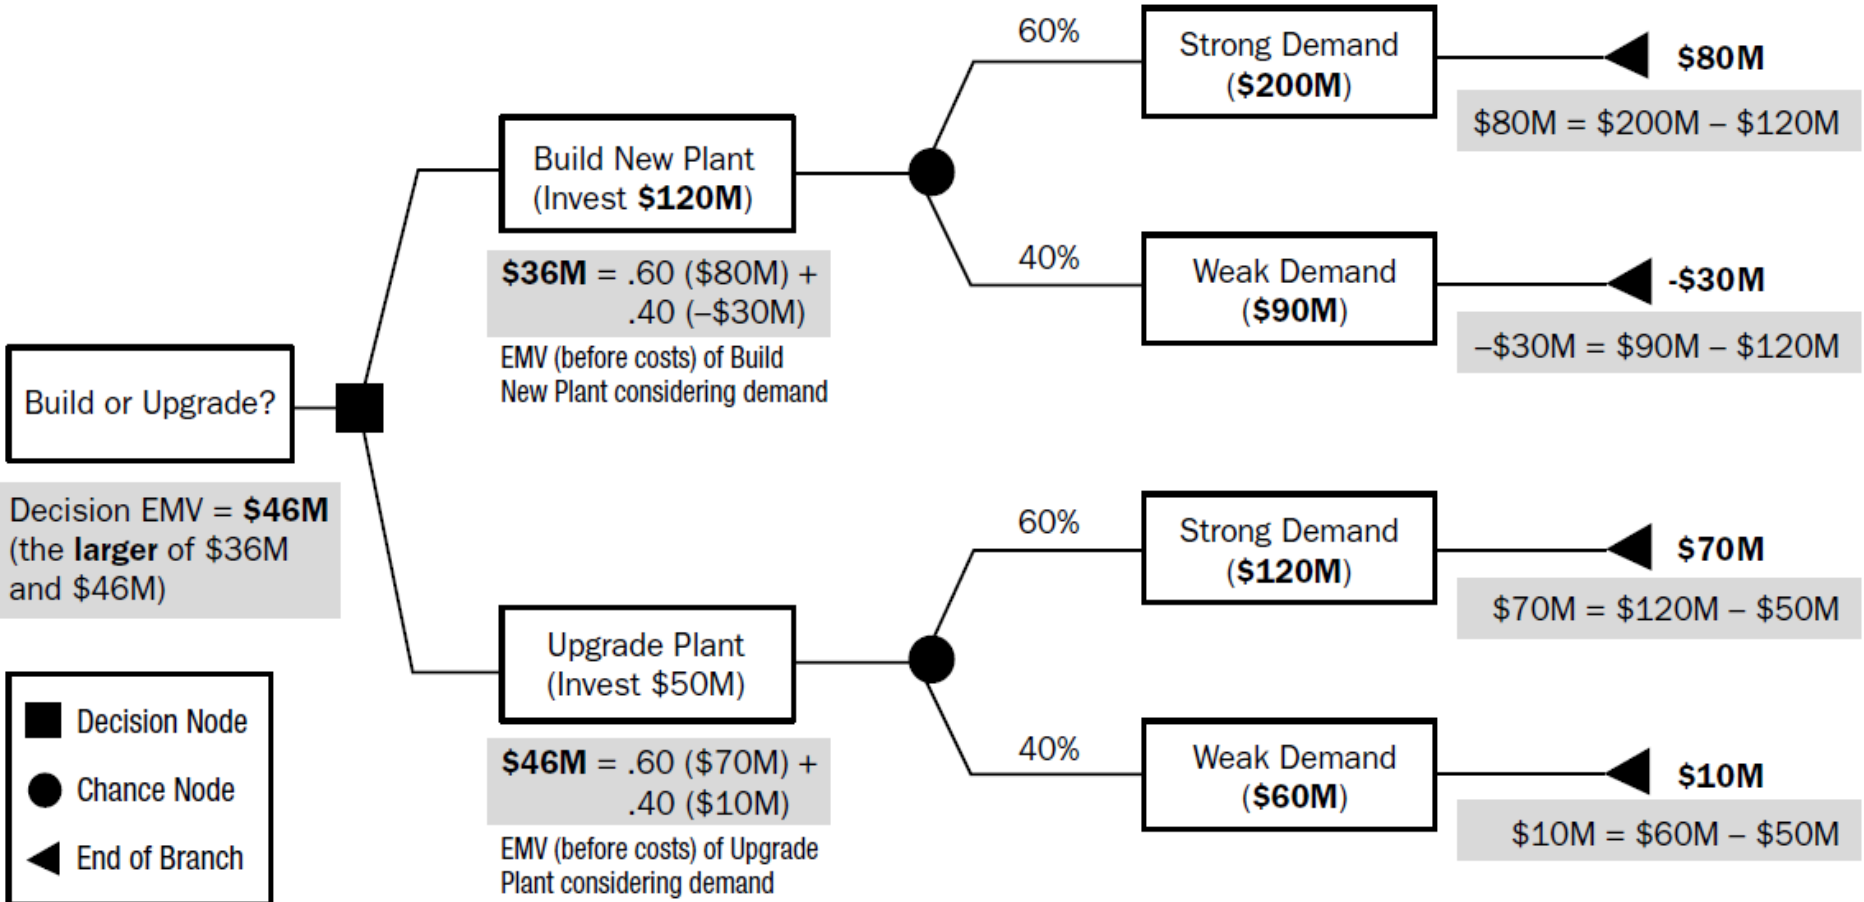 Build or Upgrade?
Decision EMV = $46M
(the larger of $36M
and $46M)
Decision Node
Chance Node
End of Branch
Build New Plant
(Invest $120M)
$36M = .60 ($80M) +
.40 (–$30M)
EMV (before costs) of Build
New Plant considering demand
Upgrade Plant
(Invest $50M)
$46M = .60 ($70M) +
.40 ($10M)
EMV (before costs) of Upgrade
Plant considering demand
60%
Strong Demand
($200M)
$80M
$80M = $200M – $120M
40%
Weak Demand
($90M)
-$30M
–$30M = $90M – $120M
60%
Strong Demand
($120M)
$70M
$70M = $120M – $50M
40%
Weak Demand
($60M)
$10M
$10M = $60M – $50M